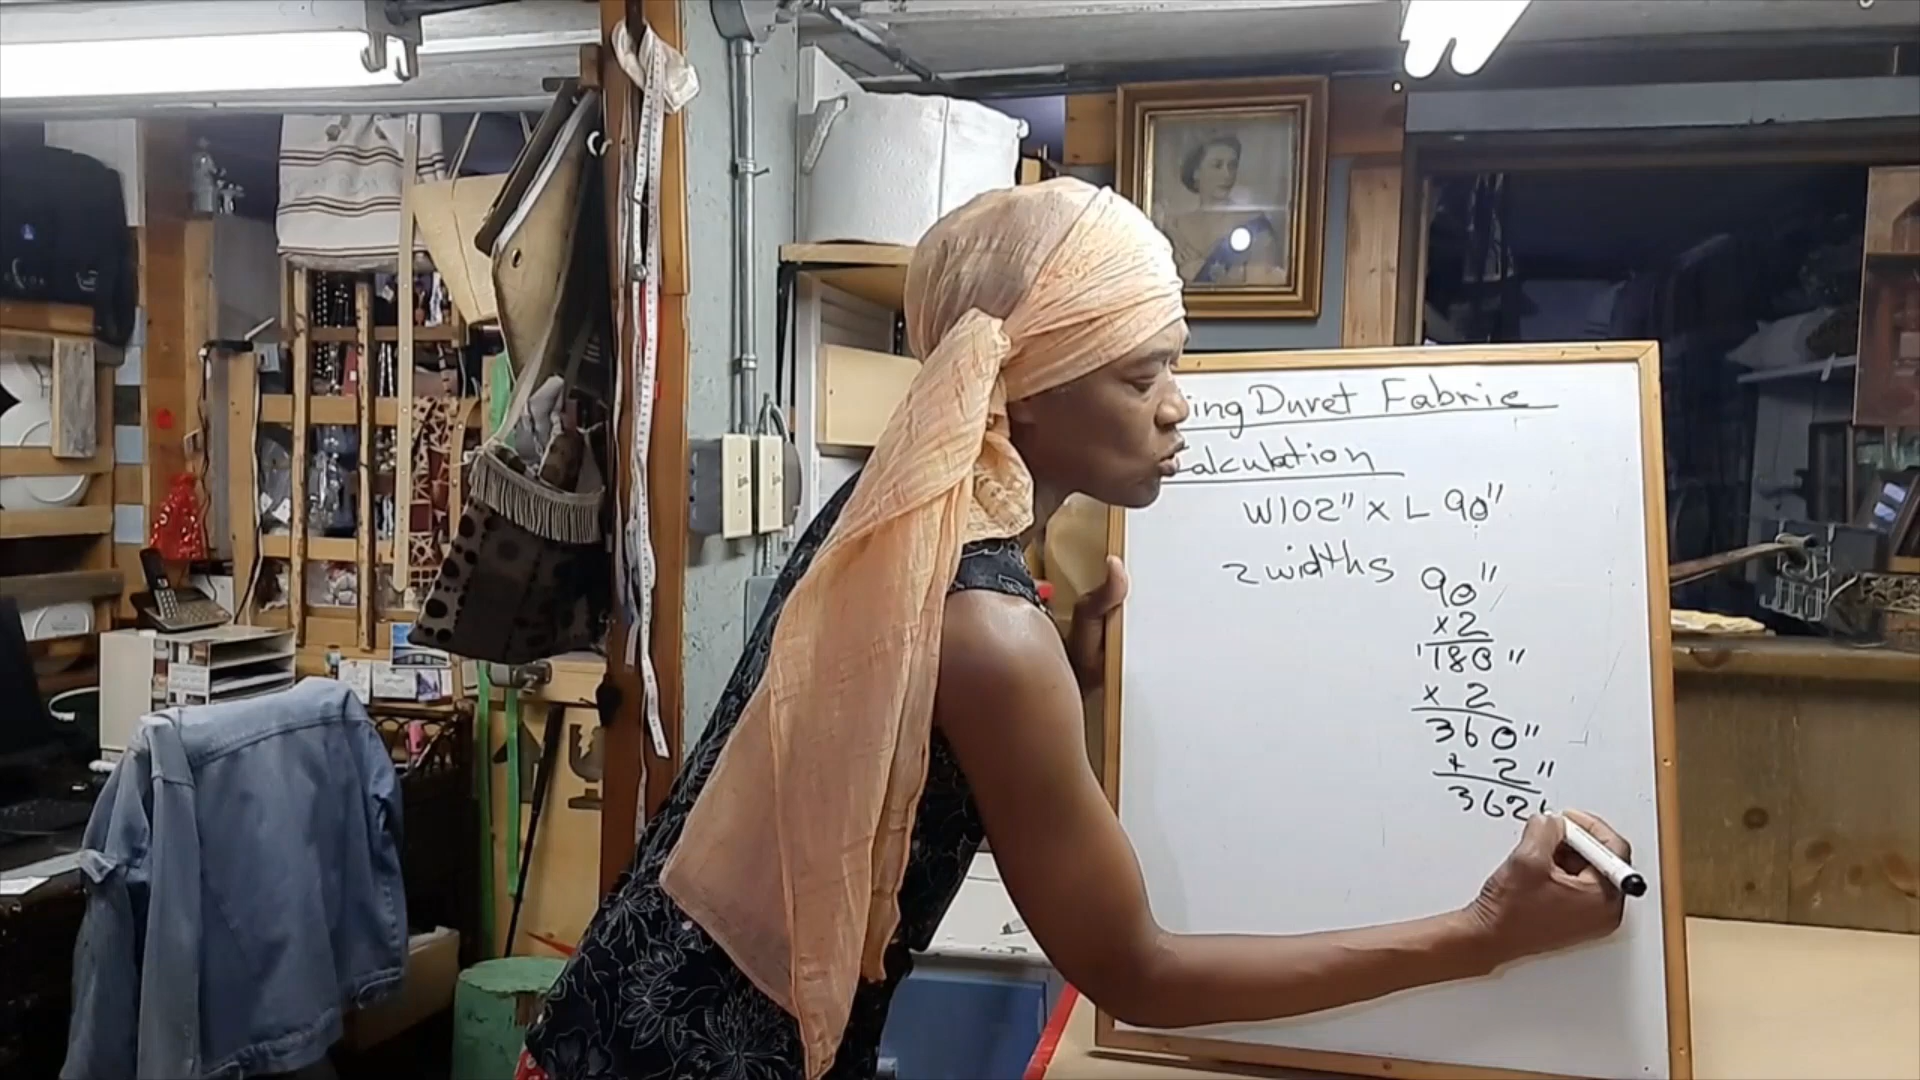 ing Duvet Fabric
alculation
W102" x L 90"
2 widths
90"
x2
180"
x 2
360"
+ 2"
362"